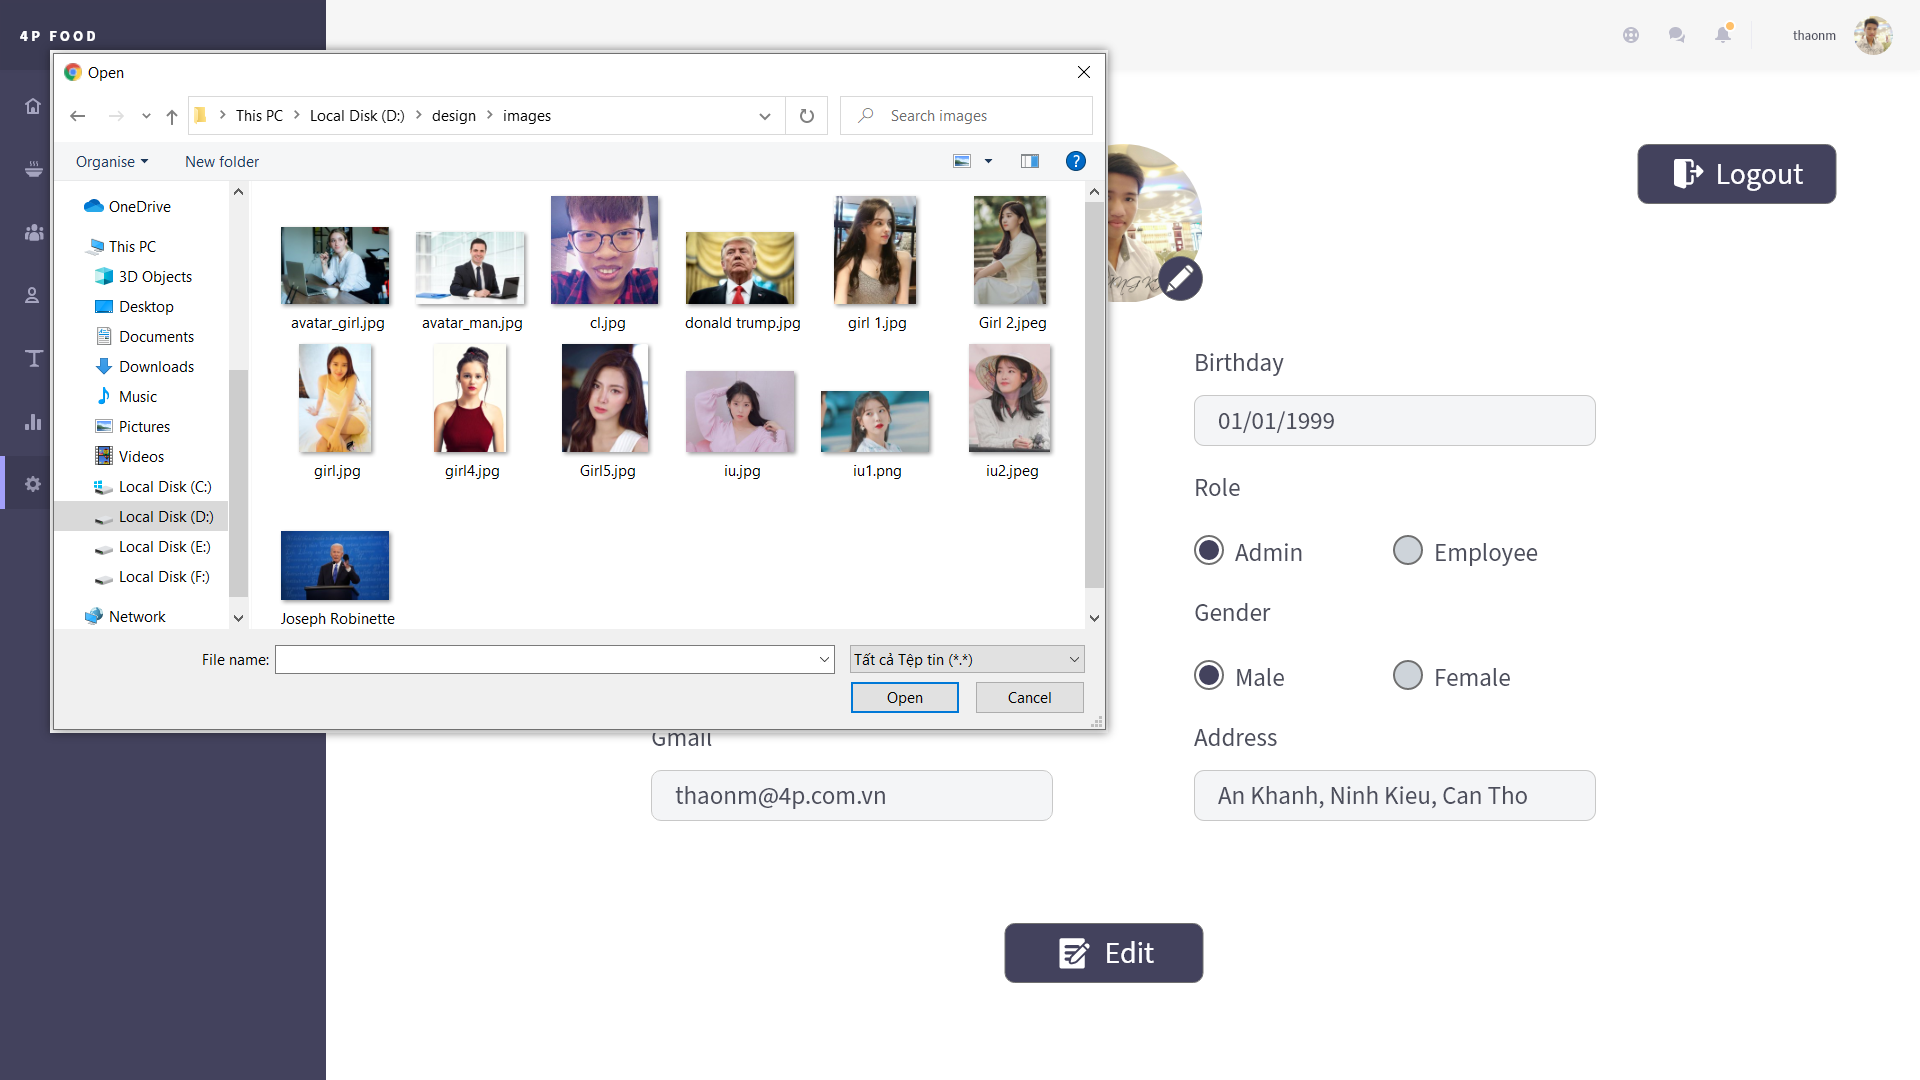 4P FOOD
thaonm
Open
This PC
Local Disk (D:)
design
images
Search images
Organise
New folder
OneDrive
This PC
3D Objects
Desktop
Documents
Downloads
Music
Pictures
Videos
Local Disk (C:)
Local Disk (D:)
Local Disk (E:)
Local Disk (F:)
Network
avatar_girl.jpg
avatar_man.jpg
cl.jpg
donald trump.jpg
girl 1.jpg
Girl 2.jpeg
girl.jpg
girl4.jpg
Girl5.jpg
iu.jpg
iu1.png
iu2.jpeg
Joseph Robinette
File name:
Tất cả Tệp tin (*.*)
Open
Cancel
Logout
Birthday
01/01/1999
Role
Admin
Employee
Gender
Male
Female
Gmail
thaonm@4p.com.vn
Address
An Khanh, Ninh Kieu, Can Tho
Edit